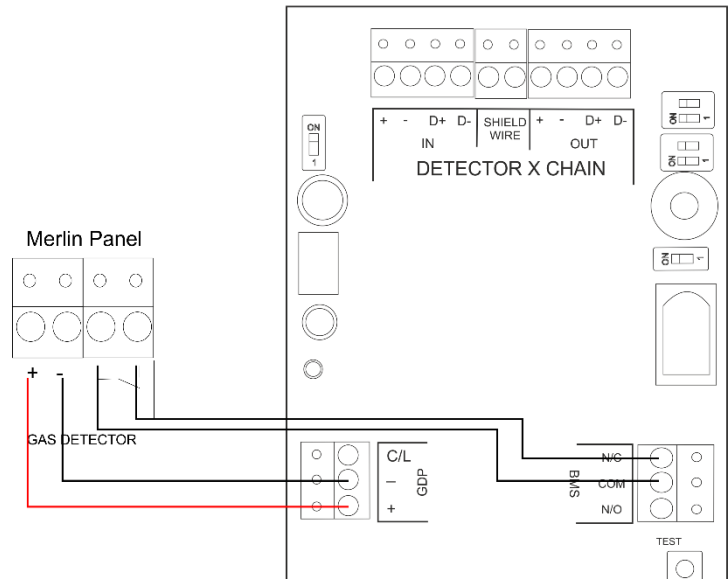 + - D+ D- SHIELD WIRE + - D+ D-
IN OUT
DETECTOR X CHAIN
ON
1
ON 1
ON 1
ON 1
Merlin Panel
+ -
GAS DETECTOR
C/L
–
+
GDP
BMS
N/C
COM
N/O
TEST